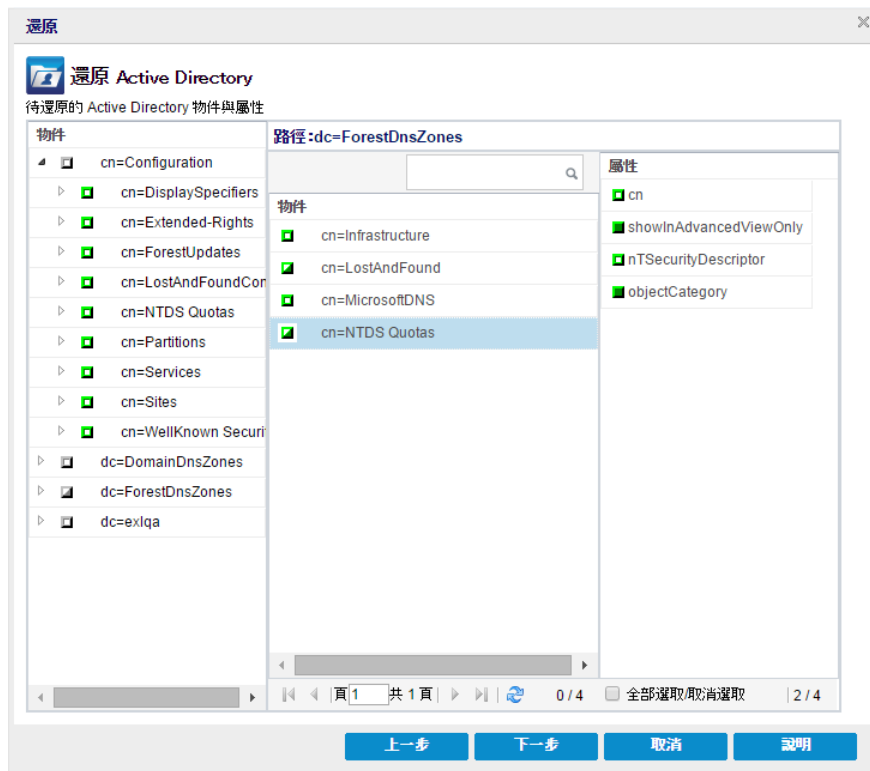 還原
還原 Active Directory
待還原的 Active Directory 物件與屬性
物件
cn=Configuration
cn=DisplaySpecifiers
cn=Extended-Rights
cn=ForestUpdates
cn=LostAndFoundCon
cn=NTDS Quotas
cn=Partitions
cn=Services
cn=Sites
cn=WellKnown Securi
dc=DomainDnsZones
dc=ForestDnsZones
dc=exlqa
路徑:dc=ForestDnsZones
物件
cn=Infrastructure
cn=LostAndFound
cn=MicrosoftDNS
cn=NTDS Quotas
頁 1 共 1 頁 0 / 4
屬性
cn
showInAdvancedViewOnly
nTSecurityDescriptor
objectCategory
全部選取/取消選取 2 / 4
上一步 下一步 取消 說明